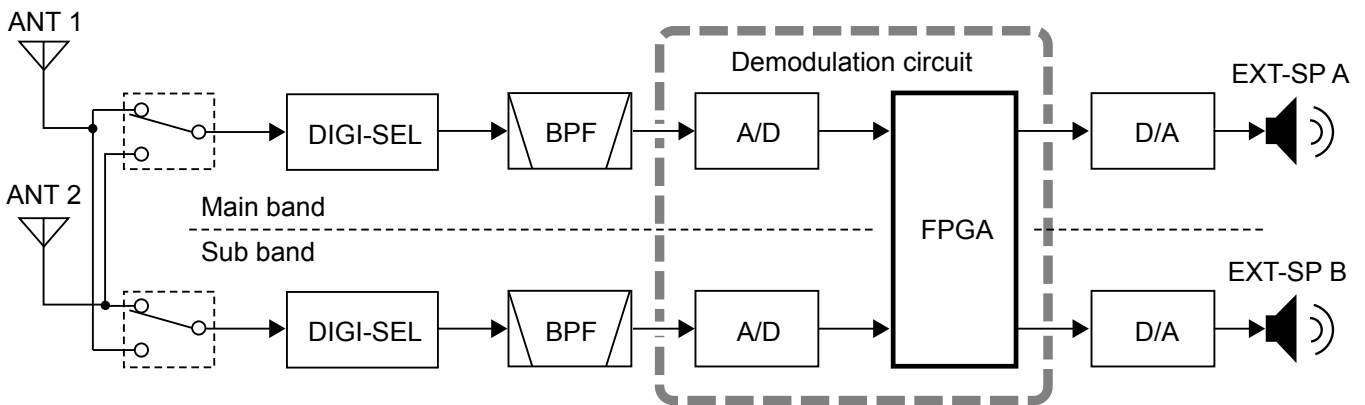 ANT 1
Demodulation circuit
EXT-SP A
DIGI-SEL
BPF
A/D
D/A
ANT 2
Main band
FPGA
Sub band
EXT-SP B
DIGI-SEL
BPF
A/D
D/A